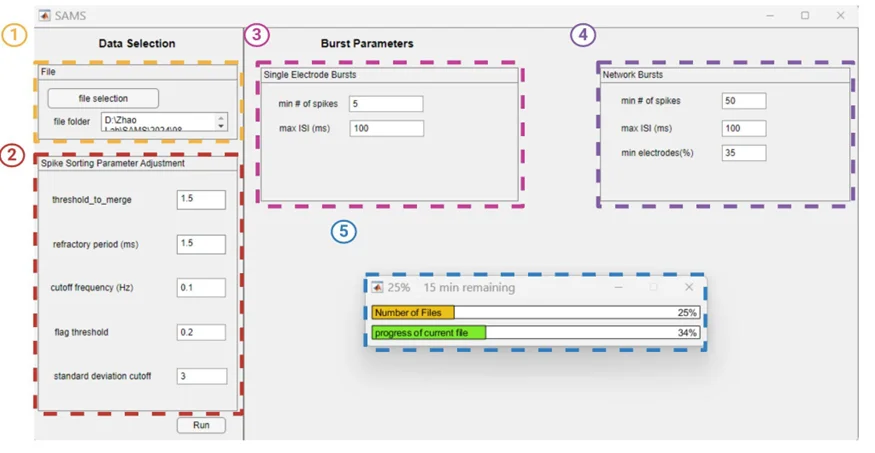 SAMS
1
Data Selection
File
file selection
file folder
D:\Zhao
Lab\SAMS\2024\08
2
Spike Sorting Parameter Adjustment
threshold_to_merge 1.5
refractory period (ms) 1.5
cutoff frequency (Hz) 0.1
flag threshold 0.2
standard deviation cutoff 3
Run
3
Burst Parameters
Single Electrode Bursts
min # of spikes 5
max ISI (ms) 100
4
Network Bursts
min # of spikes 50
max ISI (ms) 100
min electrodes(%) 35
5
25% 15 min remaining
Number of Files 25%
progress of current file 34%